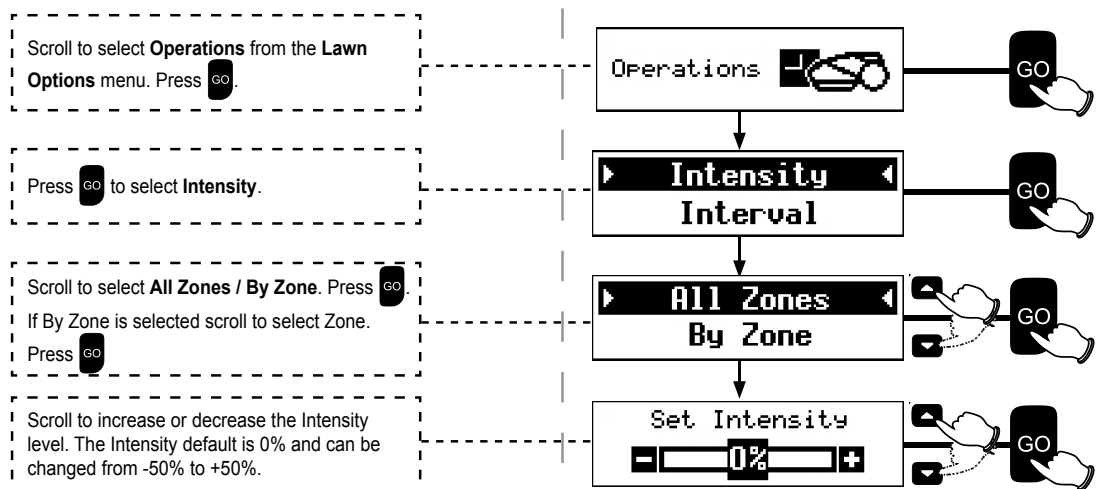 Scroll to select Operations from the Lawn
Options menu. Press GO.
Operations
GO
Press GO to select Intensity.
Intensity
Interval
GO
Scroll to select All Zones / By Zone. Press GO.
If By Zone is selected scroll to select Zone.
Press GO
All Zones
By Zone
GO
Scroll to increase or decrease the Intensity
level. The Intensity default is 0% and can be
changed from -50% to +50%.
Set Intensity
- 0% +
GO